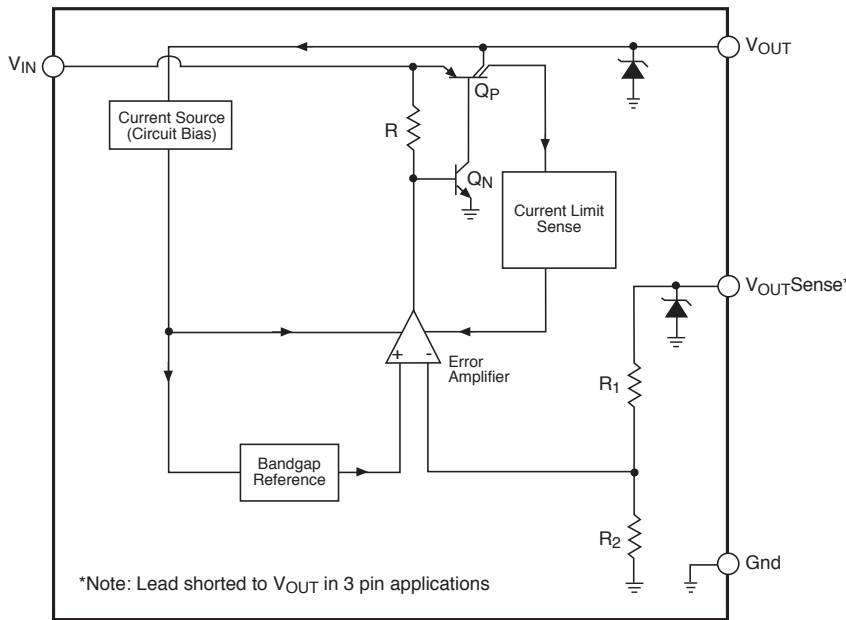 VOUT
VIN
QP
Current Source
(Circuit Bias)
R
QN
Current Limit
Sense
VOUTSense*
+ -
Error
Amplifier
R1
Bandgap
Reference
R2
Gnd
*Note: Lead shorted to VOUT in 3 pin applications